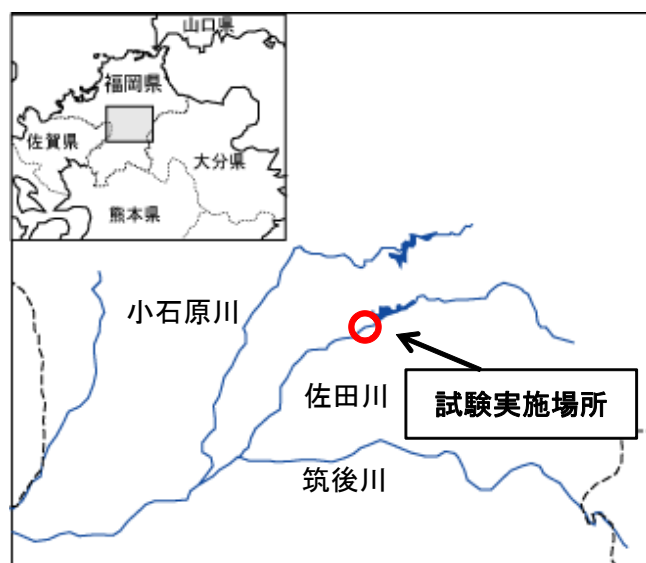 山口県
福岡県
佐賀県
大分県
熊本県
小石原川
佐田川
試験実施場所
筑後川